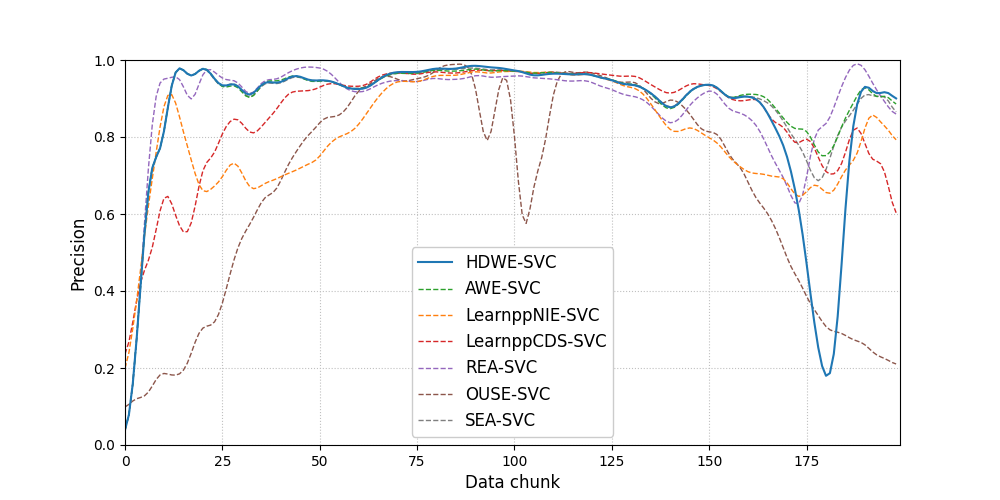 1.0
0.8
0.6
0.4
0.2
0.0
Precision
0
25
50
75
100
125
150
175
Data chunk
HDWE-SVC
AWE-SVC
LearnppNIE-SVC
LearnppCDS-SVC
REA-SVC
OUSE-SVC
SEA-SVC